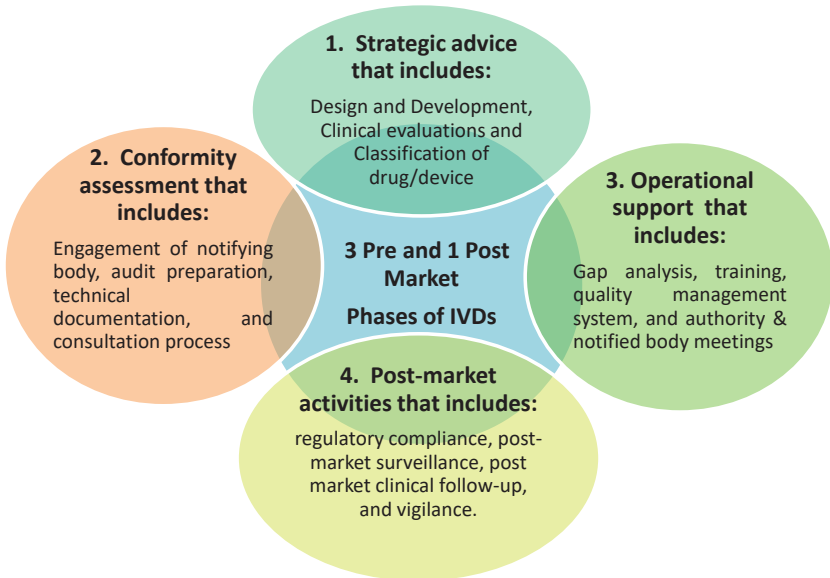 1. Strategic advice
that includes:
Design and Development,
Clinical evaluations and
Classification of
drug/device
2. Conformity
assessment that
includes:
Engagement of notifying
body, audit preparation,
technical
documentation, and
consultation process
3 Pre and 1 Post
Market
Phases of IVDs
3. Operational
support that
includes:
Gap analysis, training,
quality management
system, and authority &
notified body meetings
4. Post-market
activities that includes:
regulatory compliance, post-
market surveillance, post
market clinical follow-up,
and vigilance.